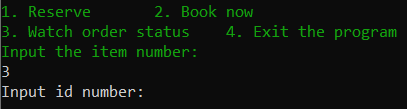 1. Reserve 2. Book now
3. Watch order status 4. Exit the program
Input the item number:
3
Input id number: